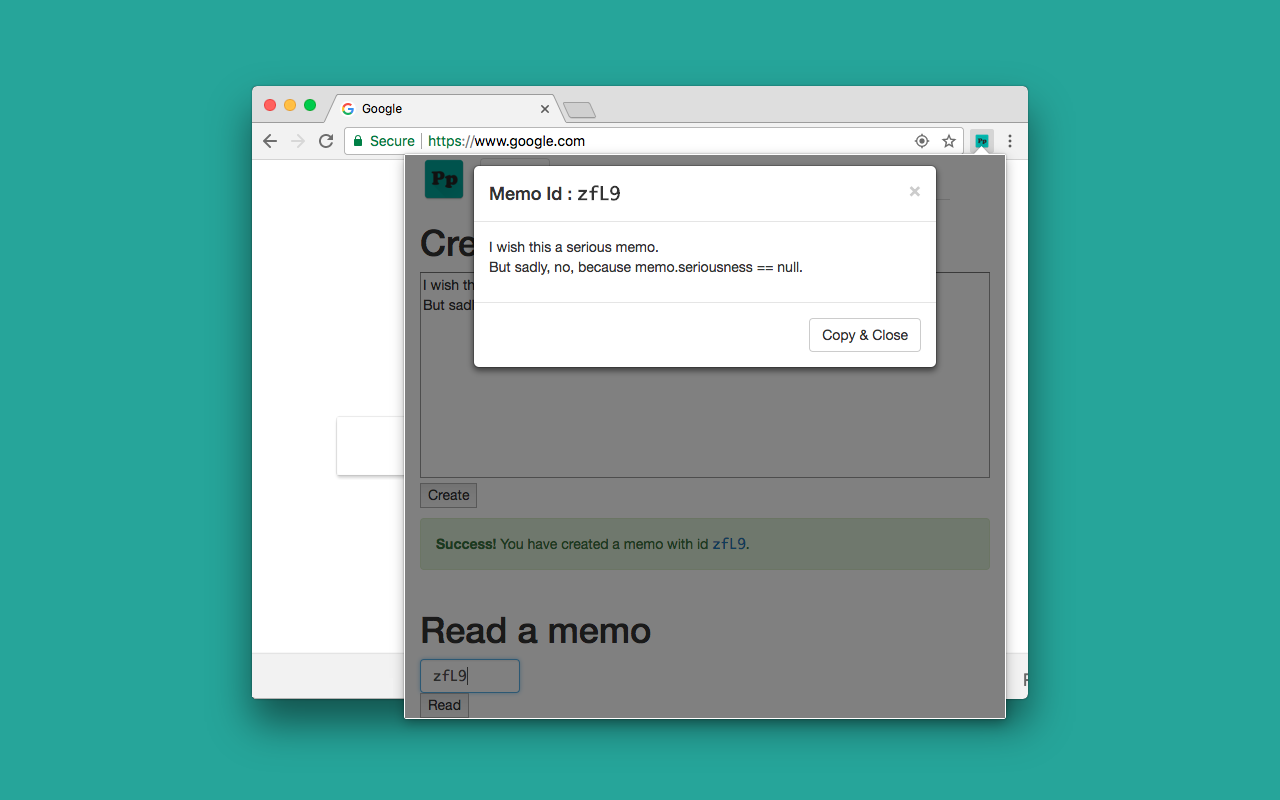 Google
Secure https://www.google.com
Pp
Pp
Memo Id : zfL9 ×
I wish this a serious memo.
But sadly, no, because memo.seriousness == null.
Copy & Close
Cre
I wish th
But sadl
Create
Success! You have created a memo with id zfL9.
Read a memo
zfL9
Read